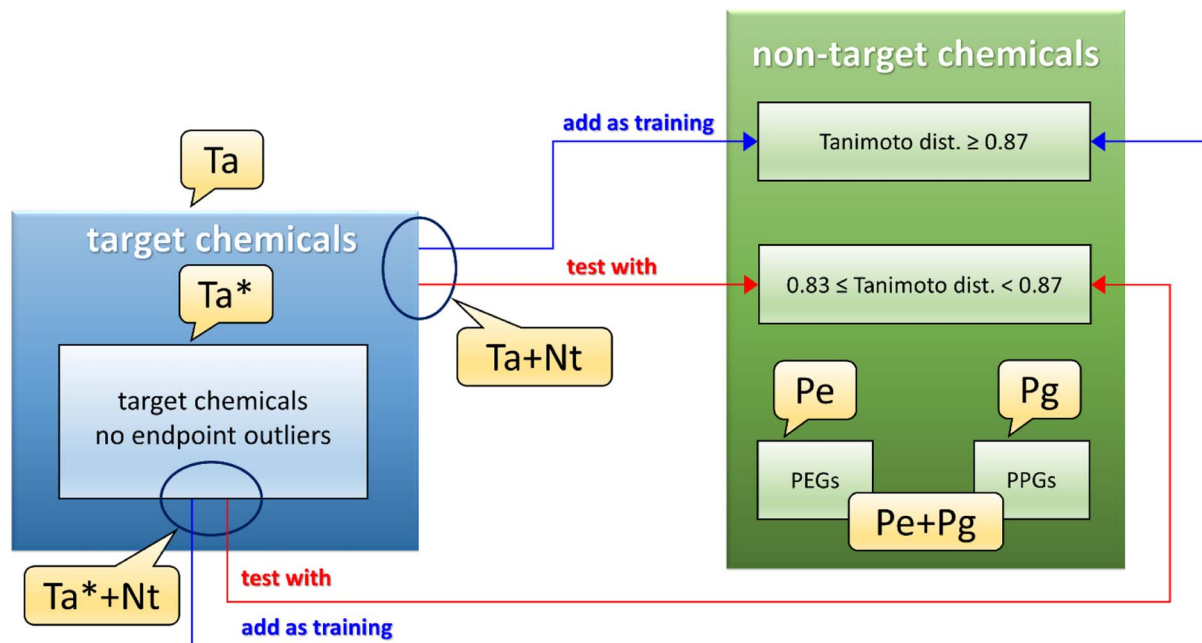 non-target chemicals
add as training
Tanimoto dist. ≥ 0.87
Ta
target chemicals
test with
0.83 ≤ Tanimoto dist. < 0.87
Ta*
Ta+Nt
target chemicals
no endpoint outliers
Pe
Pg
PEGs
PPGs
Pe+Pg
Ta*+Nt
test with
add as training